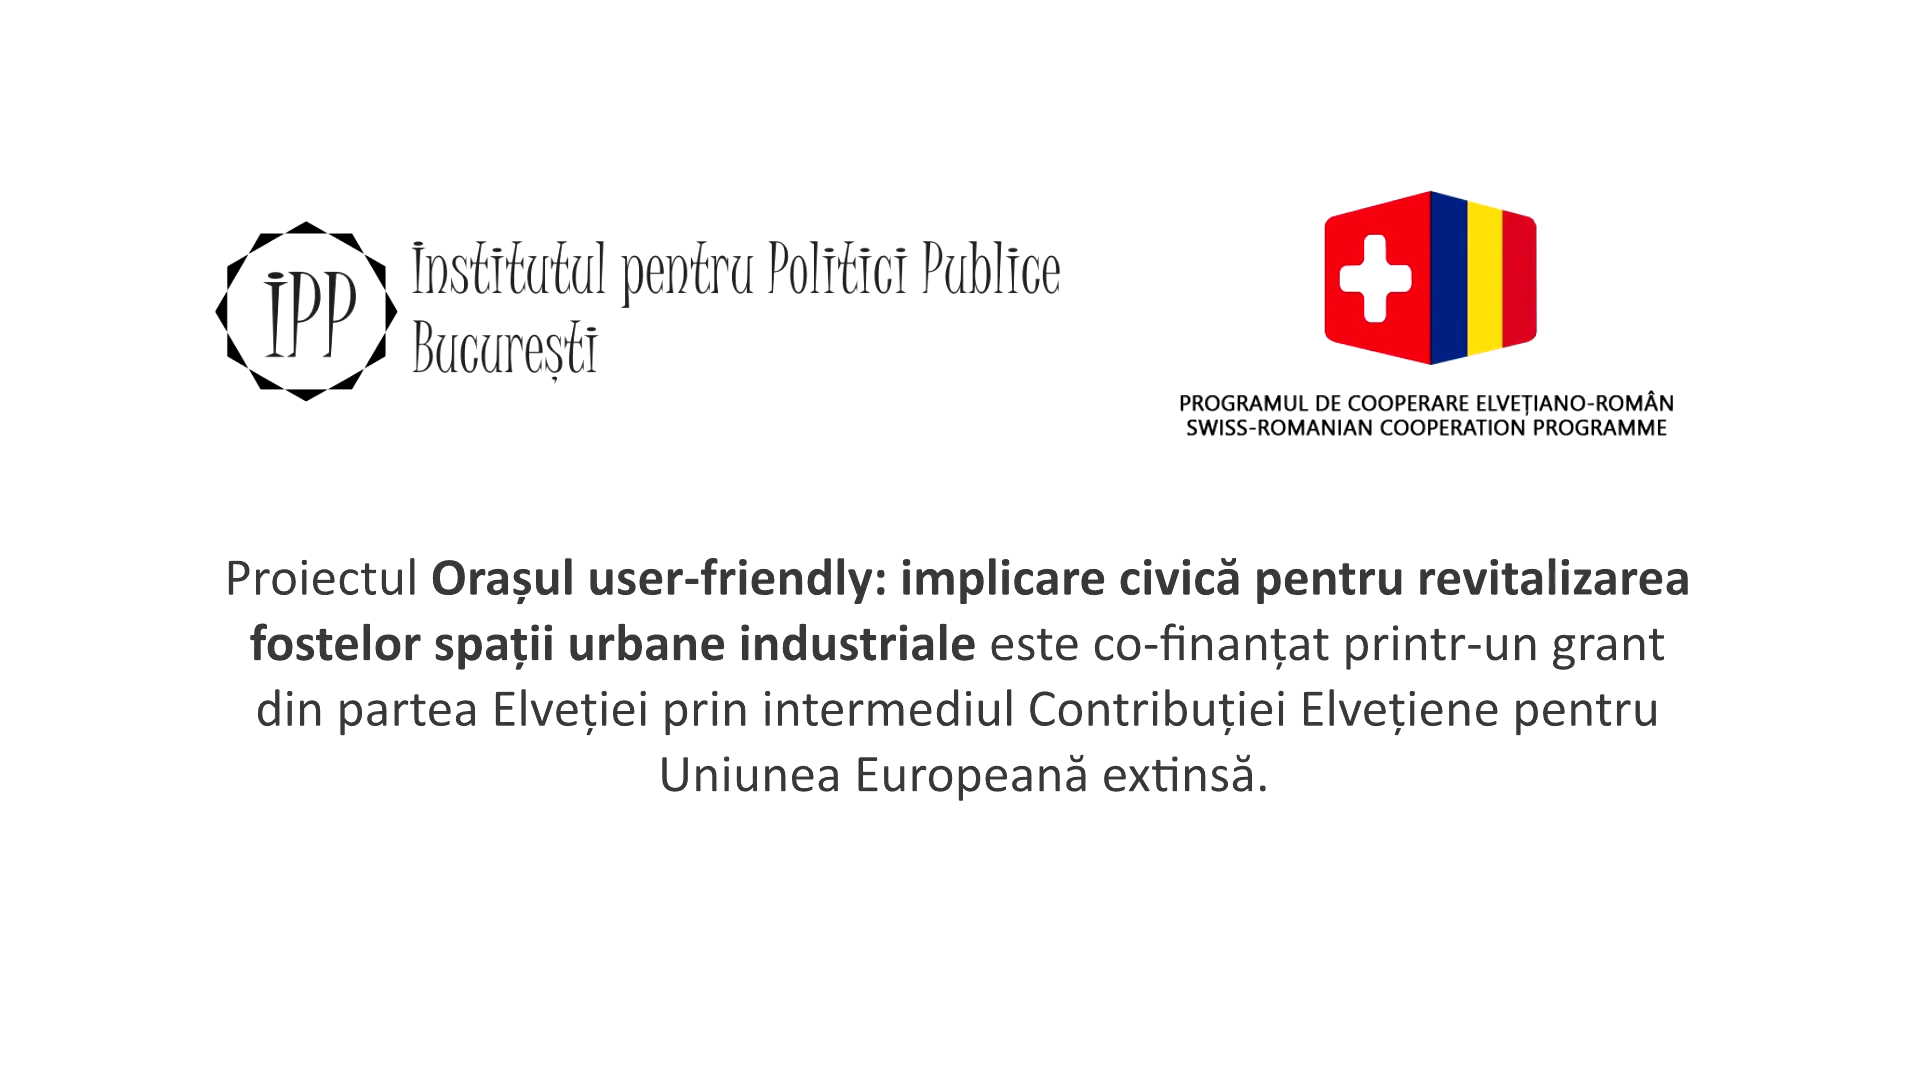 IPP
Institutul pentru Politici Publice
București
PROGRAMUL DE COOPERARE ELVEȚIANO-ROMÂN
SWISS-ROMANIAN COOPERATION PROGRAMME
Proiectul Orașul user-friendly: implicare civică pentru revitalizarea
fostelor spații urbane industriale este co-finanțat printr-un grant
din partea Elveției prin intermediul Contribuției Elvețiene pentru
Uniunea Europeană extinsă.